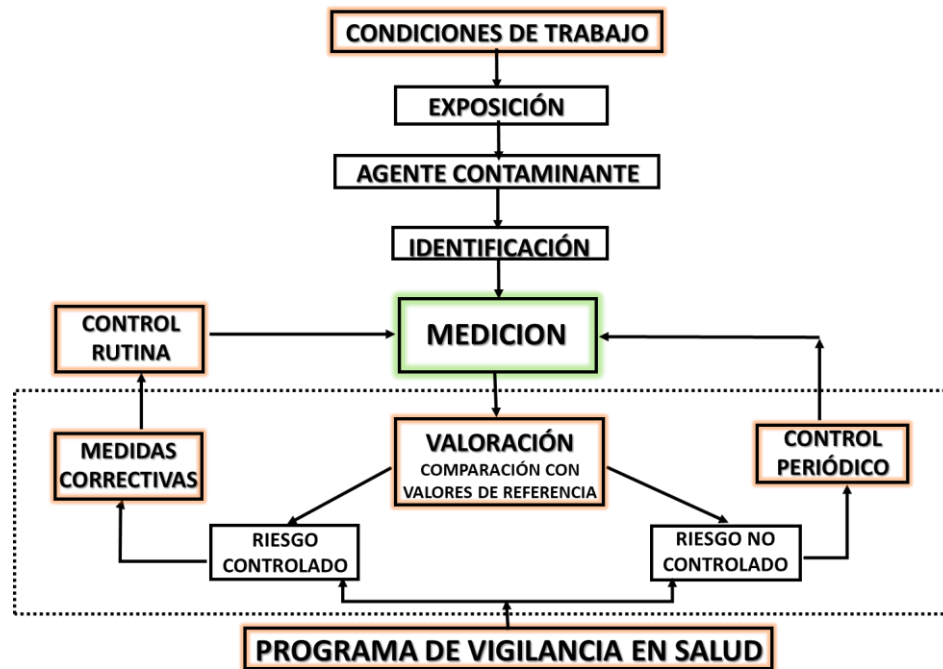 CONDICIONES DE TRABAJO
EXPOSICIÓN
AGENTE CONTAMINANTE
IDENTIFICACIÓN
MEDICION
CONTROL
RUTINA
MEDIDAS
CORRECTIVAS
VALORACIÓN
COMPARACIÓN CON
VALORES DE REFERENCIA
CONTROL
PERIÓDICO
RIESGO
CONTROLADO
RIESGO NO
CONTROLADO
PROGRAMA DE VIGILANCIA EN SALUD